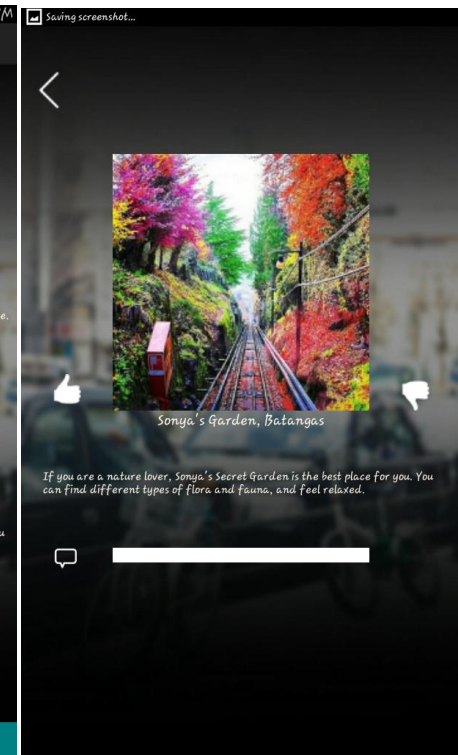 /M
Saving screenshot...
e.
Sonya's Garden, Batangas
If you are a nature lover, Sonya's Secret Garden is the best place for you. You
can find different types of flora and fauna, and feel relaxed.
u